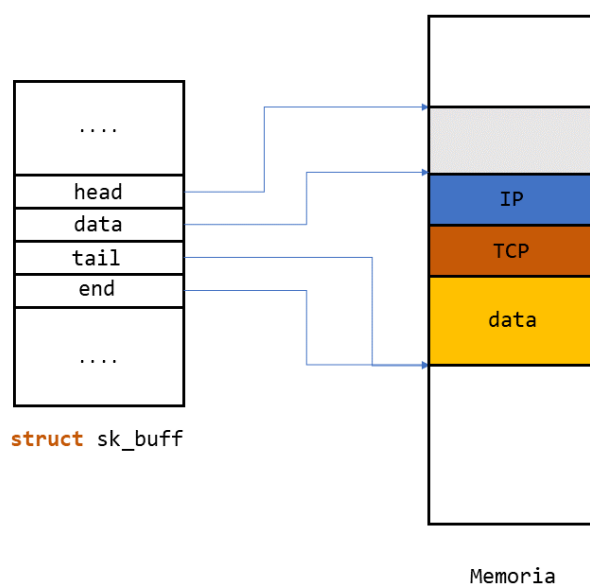 ....
head
data
tail
end
....
struct sk_buff
IP
TCP
data
Memoria